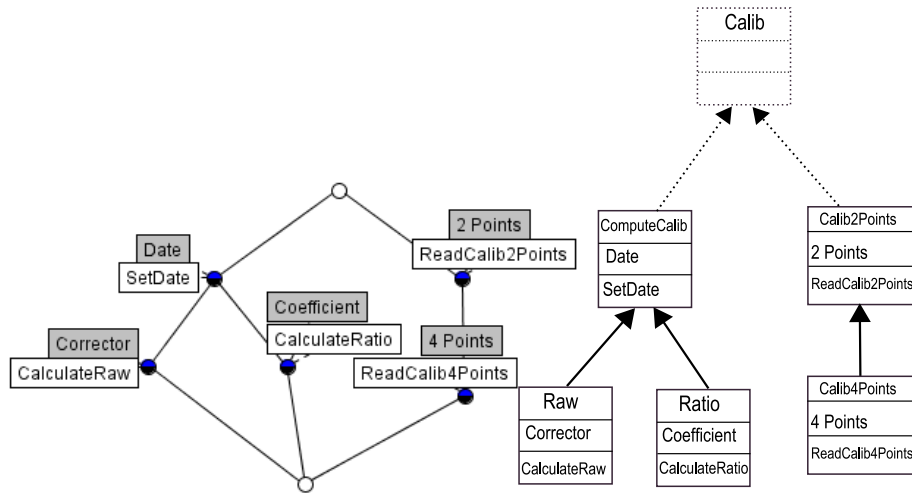 2 Points
ReadCalib2Points
Date
SetDate
Coefficient
CalculateRatio
Corrector
CalculateRaw
4 Points
ReadCalib4Points
Calib
ComputeCalib
Date
SetDate
Calib2Points
2 Points
ReadCalib2Points
Raw
Corrector
CalculateRaw
Ratio
Coefficient
CalculateRatio
Calib4Points
4 Points
ReadCalib4Points